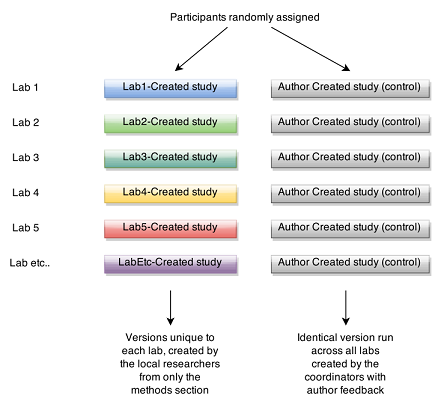 Participants randomly assigned
Lab 1
Lab1-Created study
Author Created study (control)
Lab 2
Lab2-Created study
Author Created study (control)
Lab 3
Lab3-Created study
Author Created study (control)
Lab 4
Lab4-Created study
Author Created study (control)
Lab 5
Lab5-Created study
Author Created study (control)
Lab etc..
LabEtc-Created study
Author Created study (control)
Versions unique to
each lab, created by
the local researchers
from only the
methods section
Identical version run
across all labs
created by the
coordinators with
author feedback